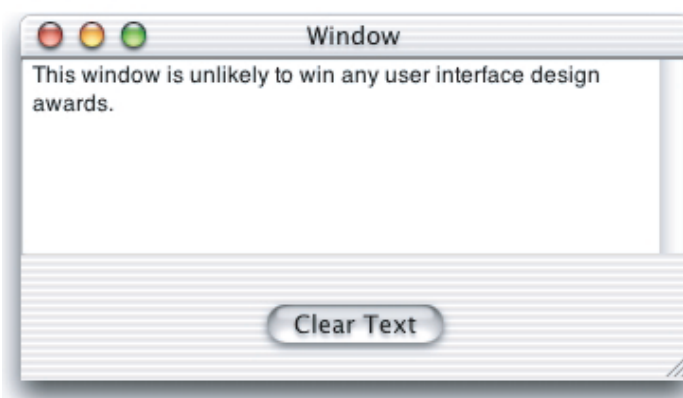 Window
This window is unlikely to win any user interface design
awards.
Clear Text